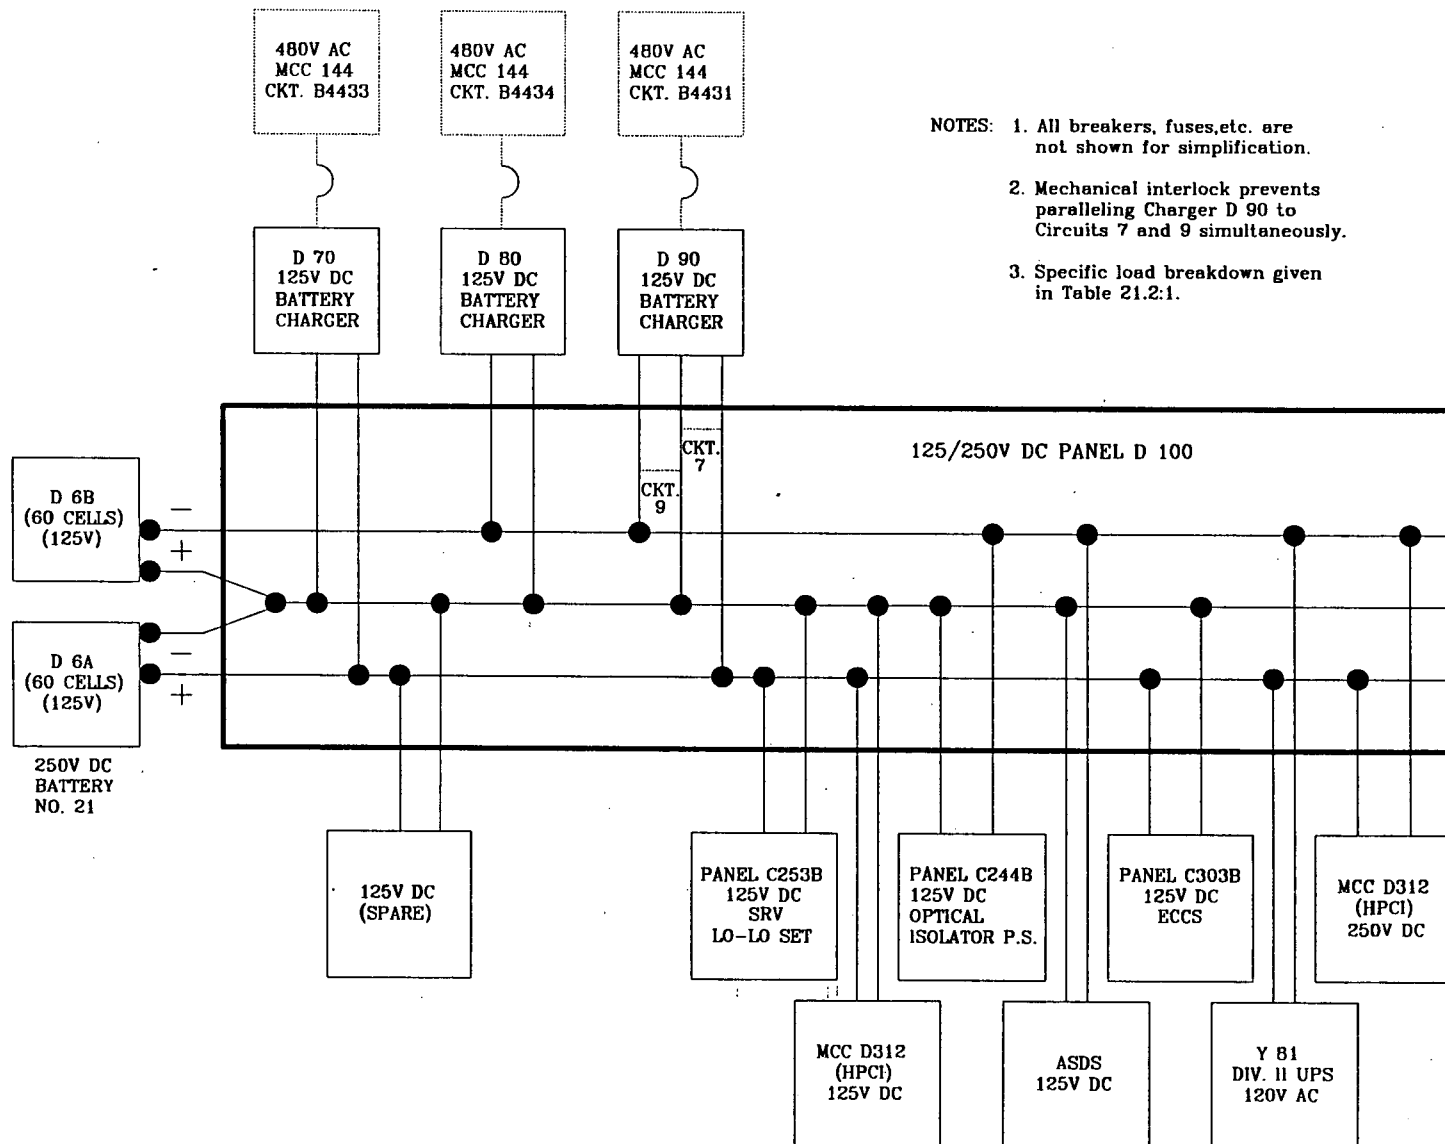 480V AC
MCC 144
CKT. B4433
480V AC
MCC 144
CKT. B4434
480V AC
MCC 144
CKT. B4431
NOTES: 1. All breakers, fuses,etc. are
not shown for simplification.
2. Mechanical interlock prevents
paralleling Charger D 90 to
Circuits 7 and 9 simultaneously.
3. Specific load breakdown given
in Table 21.2:1.
D 70
125V DC
BATTERY
CHARGER
D 80
125V DC
BATTERY
CHARGER
D 90
125V DC
BATTERY
CHARGER
CKT.
7
CKT.
9
125/250V DC PANEL D 100
D 6B
(60 CELLS)
(125V)
−
+
D 6A
(60 CELLS)
(125V)
−
+
250V DC
BATTERY
NO. 21
125V DC
(SPARE)
PANEL C253B
125V DC
SRV
LO-LO SET
PANEL C244B
125V DC
OPTICAL
ISOLATOR P.S.
PANEL C303B
125V DC
ECCS
MCC D312
(HPCI)
250V DC
MCC D312
(HPCI)
125V DC
ASDS
125V DC
Y 81
DIV. II UPS
120V AC